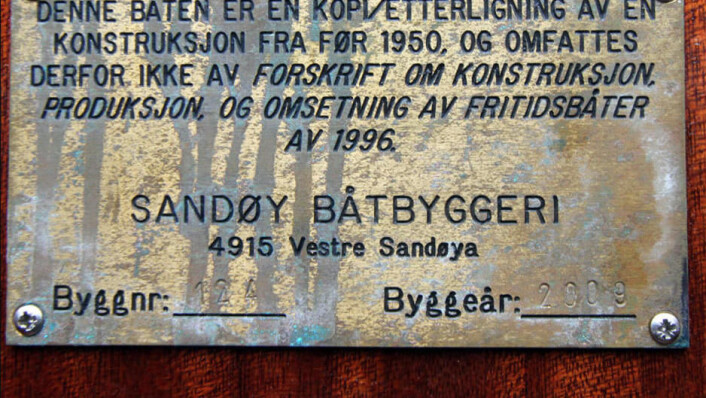 DENNE BÅTEN ER EN KOPI/ETTERLIGNING AV EN
KONSTRUKSJON FRA FØR 1950, OG OMFATTES
DERFOR IKKE AV FORSKRIFT OM KONSTRUKSJON,
PRODUKSJON, OG OMSETNING AV FRITIDSBÅTER
AV 1996.
SANDØY BÅTBYGGERI
4915 Vestre Sandøya
Byggnr: 124 Byggeår: 2009